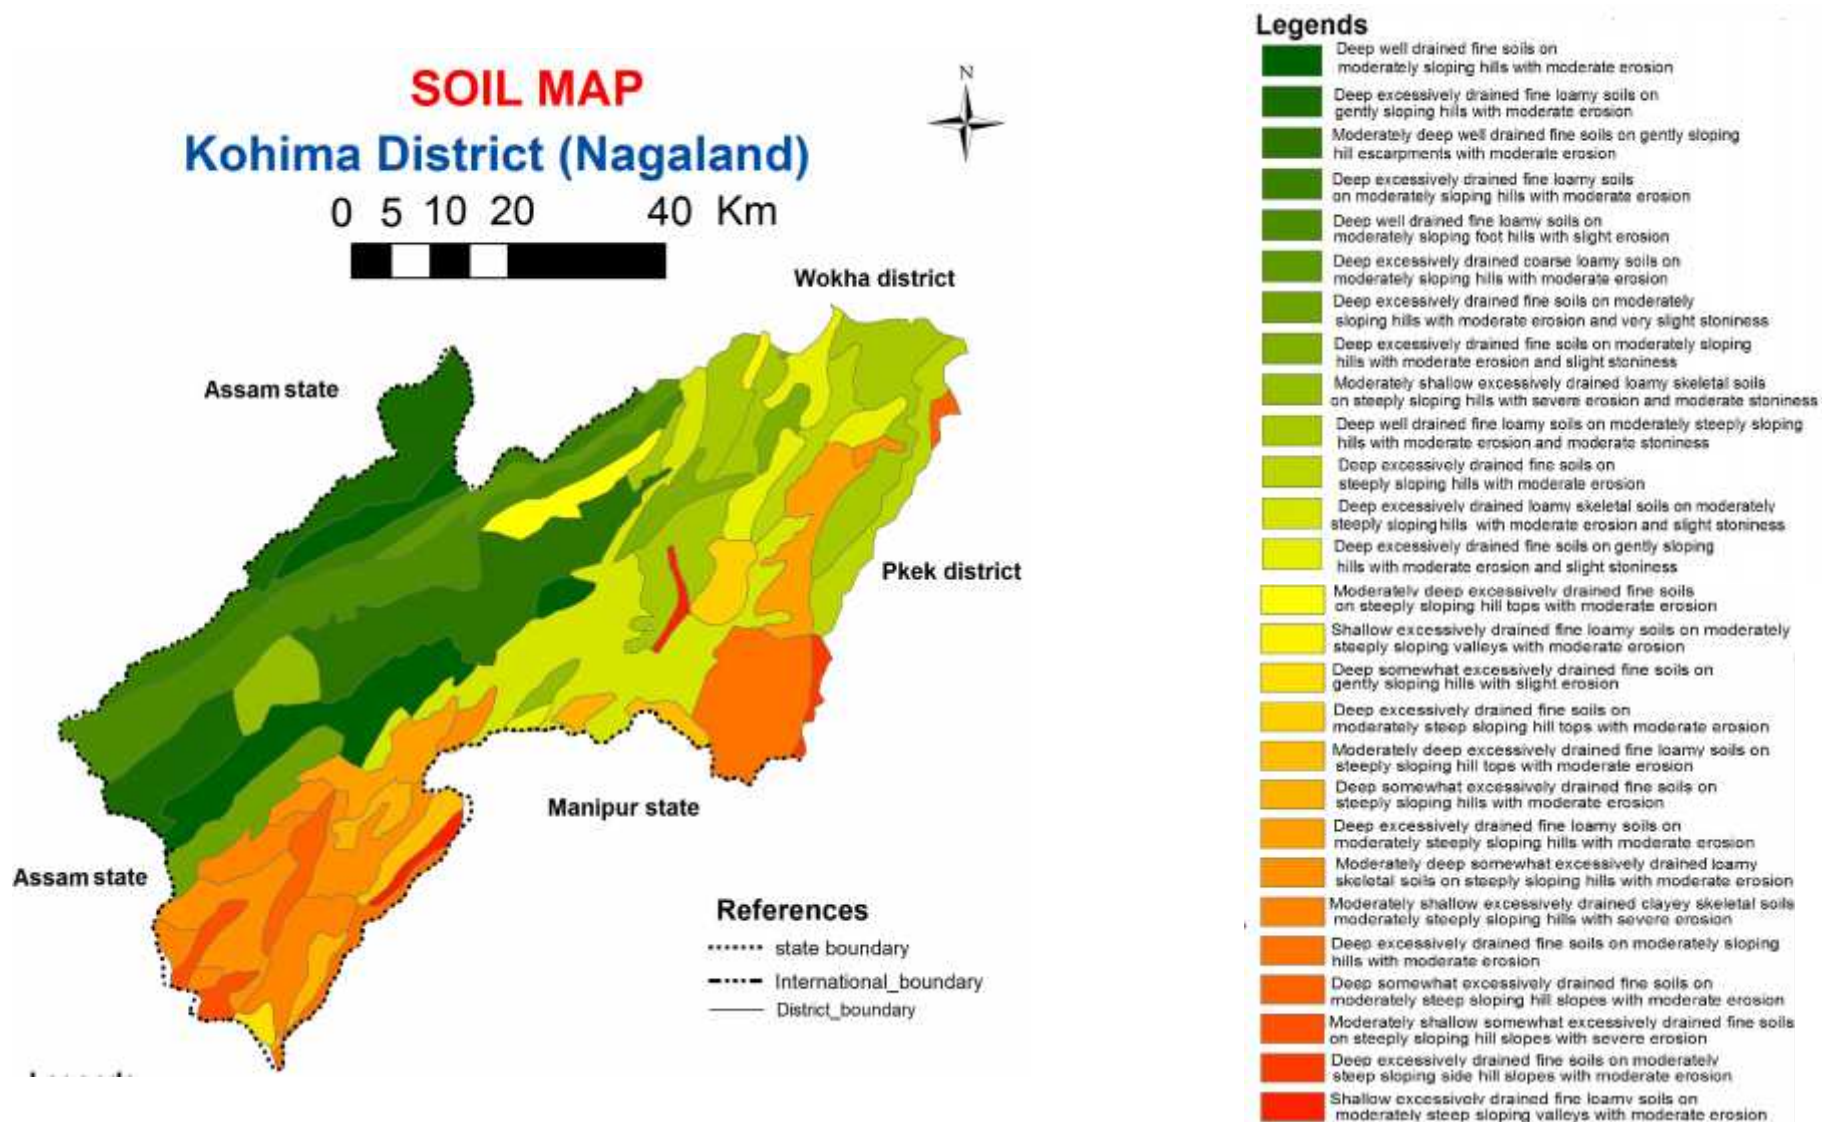 SOIL MAP
Kohima District (Nagaland)
0 5 10 20 40 Km
N
Wokha district
Assam state
Pkek district
Manipur state
Assam state
References
state boundary
International_boundary
District_boundary
Legends
Deep well drained fine soils on
moderately sloping hills with moderate erosion
Deep excessively drained fine loamy soils on
gently sloping hills with moderate erosion
Moderately deep well drained fine soils on gently sloping
hill escarpments with moderate erosion
Deep excessively drained fine loamy soils
on moderately sloping hills with moderate erosion
Deep well drained fine loamy soils on
moderately sloping foot hills with slight erosion
Deep excessively drained coarse loamy soils on
moderately sloping hills with moderate erosion
Deep excessively drained fine soils on moderately
sloping hills with moderate erosion and very slight stoniness
Deep excessively drained fine soils on moderately sloping
hills with moderate erosion and slight stoniness
Moderately shallow excessively drained loamy skeletal soils
on steeply sloping hills with severe erosion and moderate stoniness
Deep well drained fine loamy soils on moderately steeply sloping
hills with moderate erosion and moderate stoniness
Deep excessively drained fine soils on
steeply sloping hills with moderate erosion
Deep excessively drained loamy skeletal soils on moderately
steeply sloping hills with moderate erosion and slight stoniness
Deep excessively drained fine soils on gently sloping
hills with moderate erosion and slight stoniness
Moderately deep excessively drained fine soils
on steeply sloping hill tops with moderate erosion
Shallow excessively drained fine loamy soils on moderately
steeply sloping valleys with moderate erosion
Deep somewhat excessively drained fine soils on
gently sloping hills with slight erosion
Deep excessively drained fine soils on
moderately steep sloping hill tops with moderate erosion
Moderately deep excessively drained fine loamy soils on
steeply sloping hill tops with moderate erosion
Deep somewhat excessively drained fine soils on
steeply sloping hills with moderate erosion
Deep excessively drained fine loamy soils on
moderately steeply sloping hills with moderate erosion
Moderately deep somewhat excessively drained loamy
skeletal soils on steeply sloping hills with moderate erosion
Moderately shallow excessively drained clayey skeletal soils
moderately steeply sloping hills with severe erosion
Deep excessively drained fine soils on moderately sloping
hills with moderate erosion
Deep somewhat excessively drained fine soils on
moderately steep sloping hill slopes with moderate erosion
Moderately shallow somewhat excessively drained fine soils
on steeply sloping hill slopes with severe erosion
Deep excessively drained fine soils on moderately
steep sloping side hill slopes with moderate erosion
Shallow excessively drained fine loamy soils on
moderately steep sloping valleys with moderate erosion